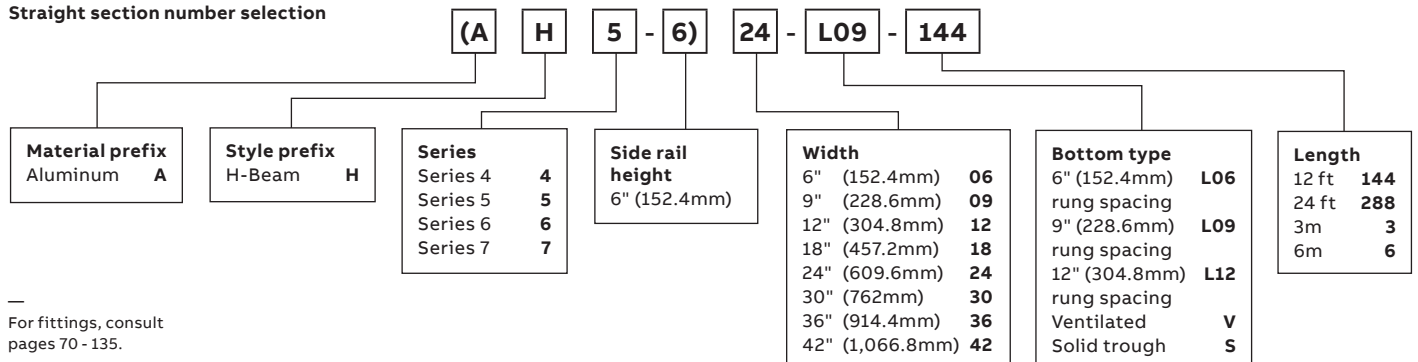 Straight section number selection
(A H 5 - 6) 24 - L09 - 144
Material prefix
Aluminum A
Style prefix
H-Beam H
Series
Series 4 4
Series 5 5
Series 6 6
Series 7 7
Side rail
height
6" (152.4mm)
Width
6" (152.4mm) 06
9" (228.6mm) 09
12" (304.8mm) 12
18" (457.2mm) 18
24" (609.6mm) 24
30" (762mm) 30
36" (914.4mm) 36
42" (1,066.8mm) 42
Bottom type
6" (152.4mm) L06
rung spacing
9" (228.6mm) L09
rung spacing
12" (304.8mm) L12
rung spacing
Ventilated V
Solid trough S
Length
12 ft 144
24 ft 288
3m 3
6m 6
—
For fittings, consult
pages 70 - 135.